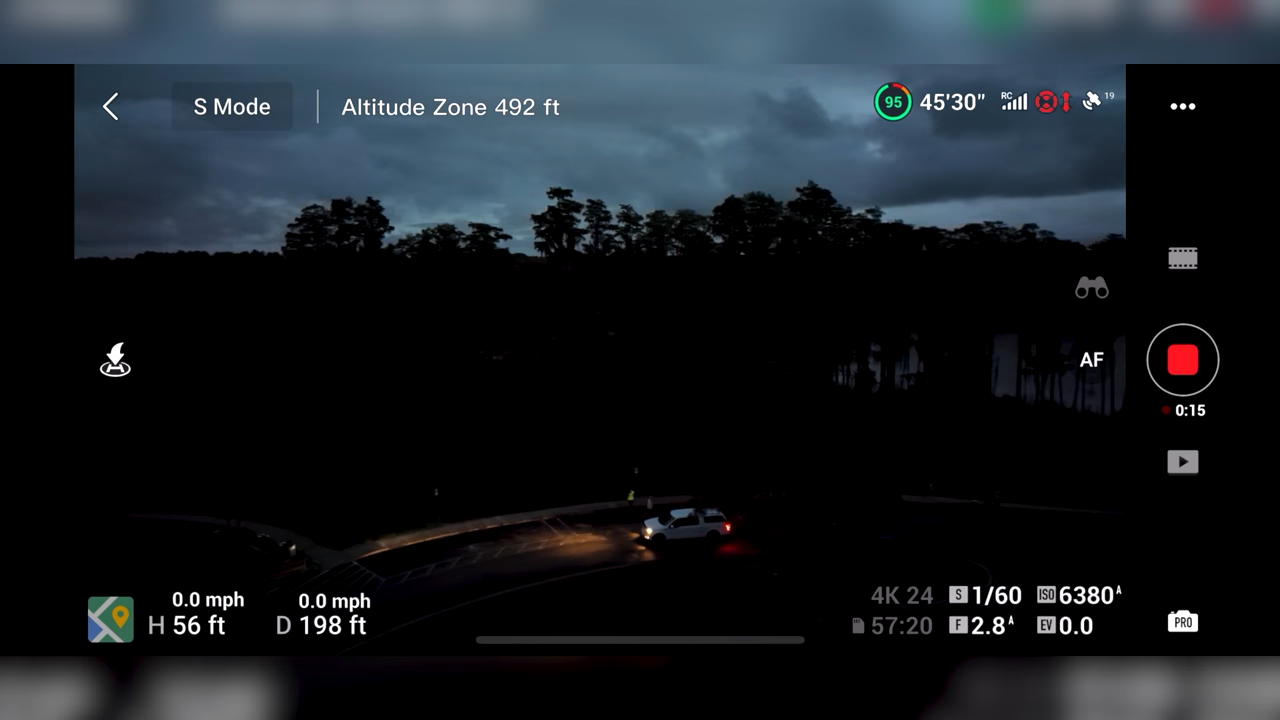 S Mode
Altitude Zone 492 ft
95
45'30"
RC
19
AF
0:15
0.0 mph
0.0 mph
H 56 ft
D 198 ft
4K 24
S 1/60
ISO 6380 A
57:20
F 2.8 A
EV 0.0
PRO